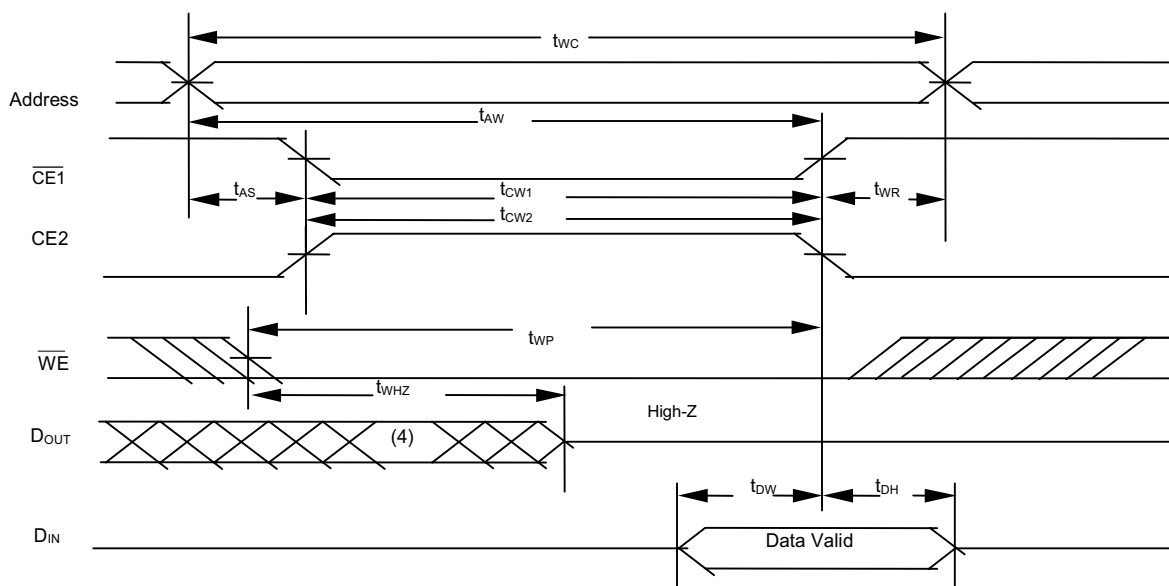 tWC
Address
tAW
CE1
tAS
tCW1
tWR
tCW2
CE2
tWP
WE
tWHZ
High-Z
DOUT
(4)
tDW
tDH
DIN
Data Valid